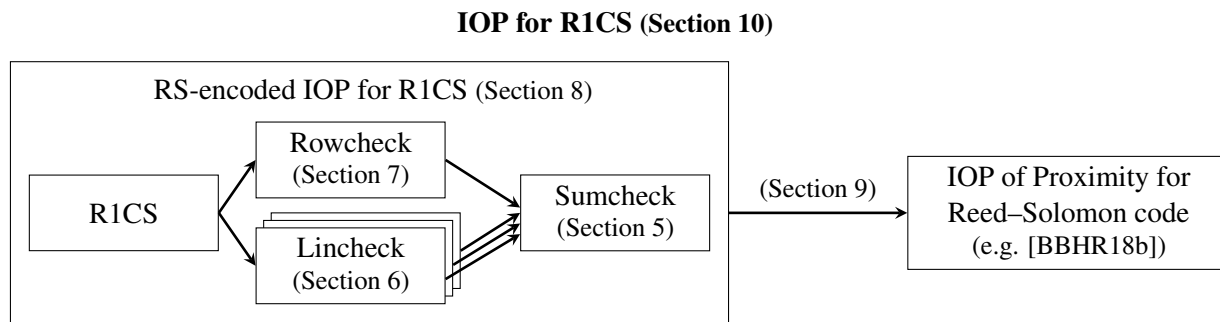 IOP for R1CS (Section 10)
RS-encoded IOP for R1CS (Section 8)
R1CS
Rowcheck
(Section 7)
Lincheck
(Section 6)
Sumcheck
(Section 5)
(Section 9)
IOP of Proximity for
Reed–Solomon code
(e.g. [BBHR18b])